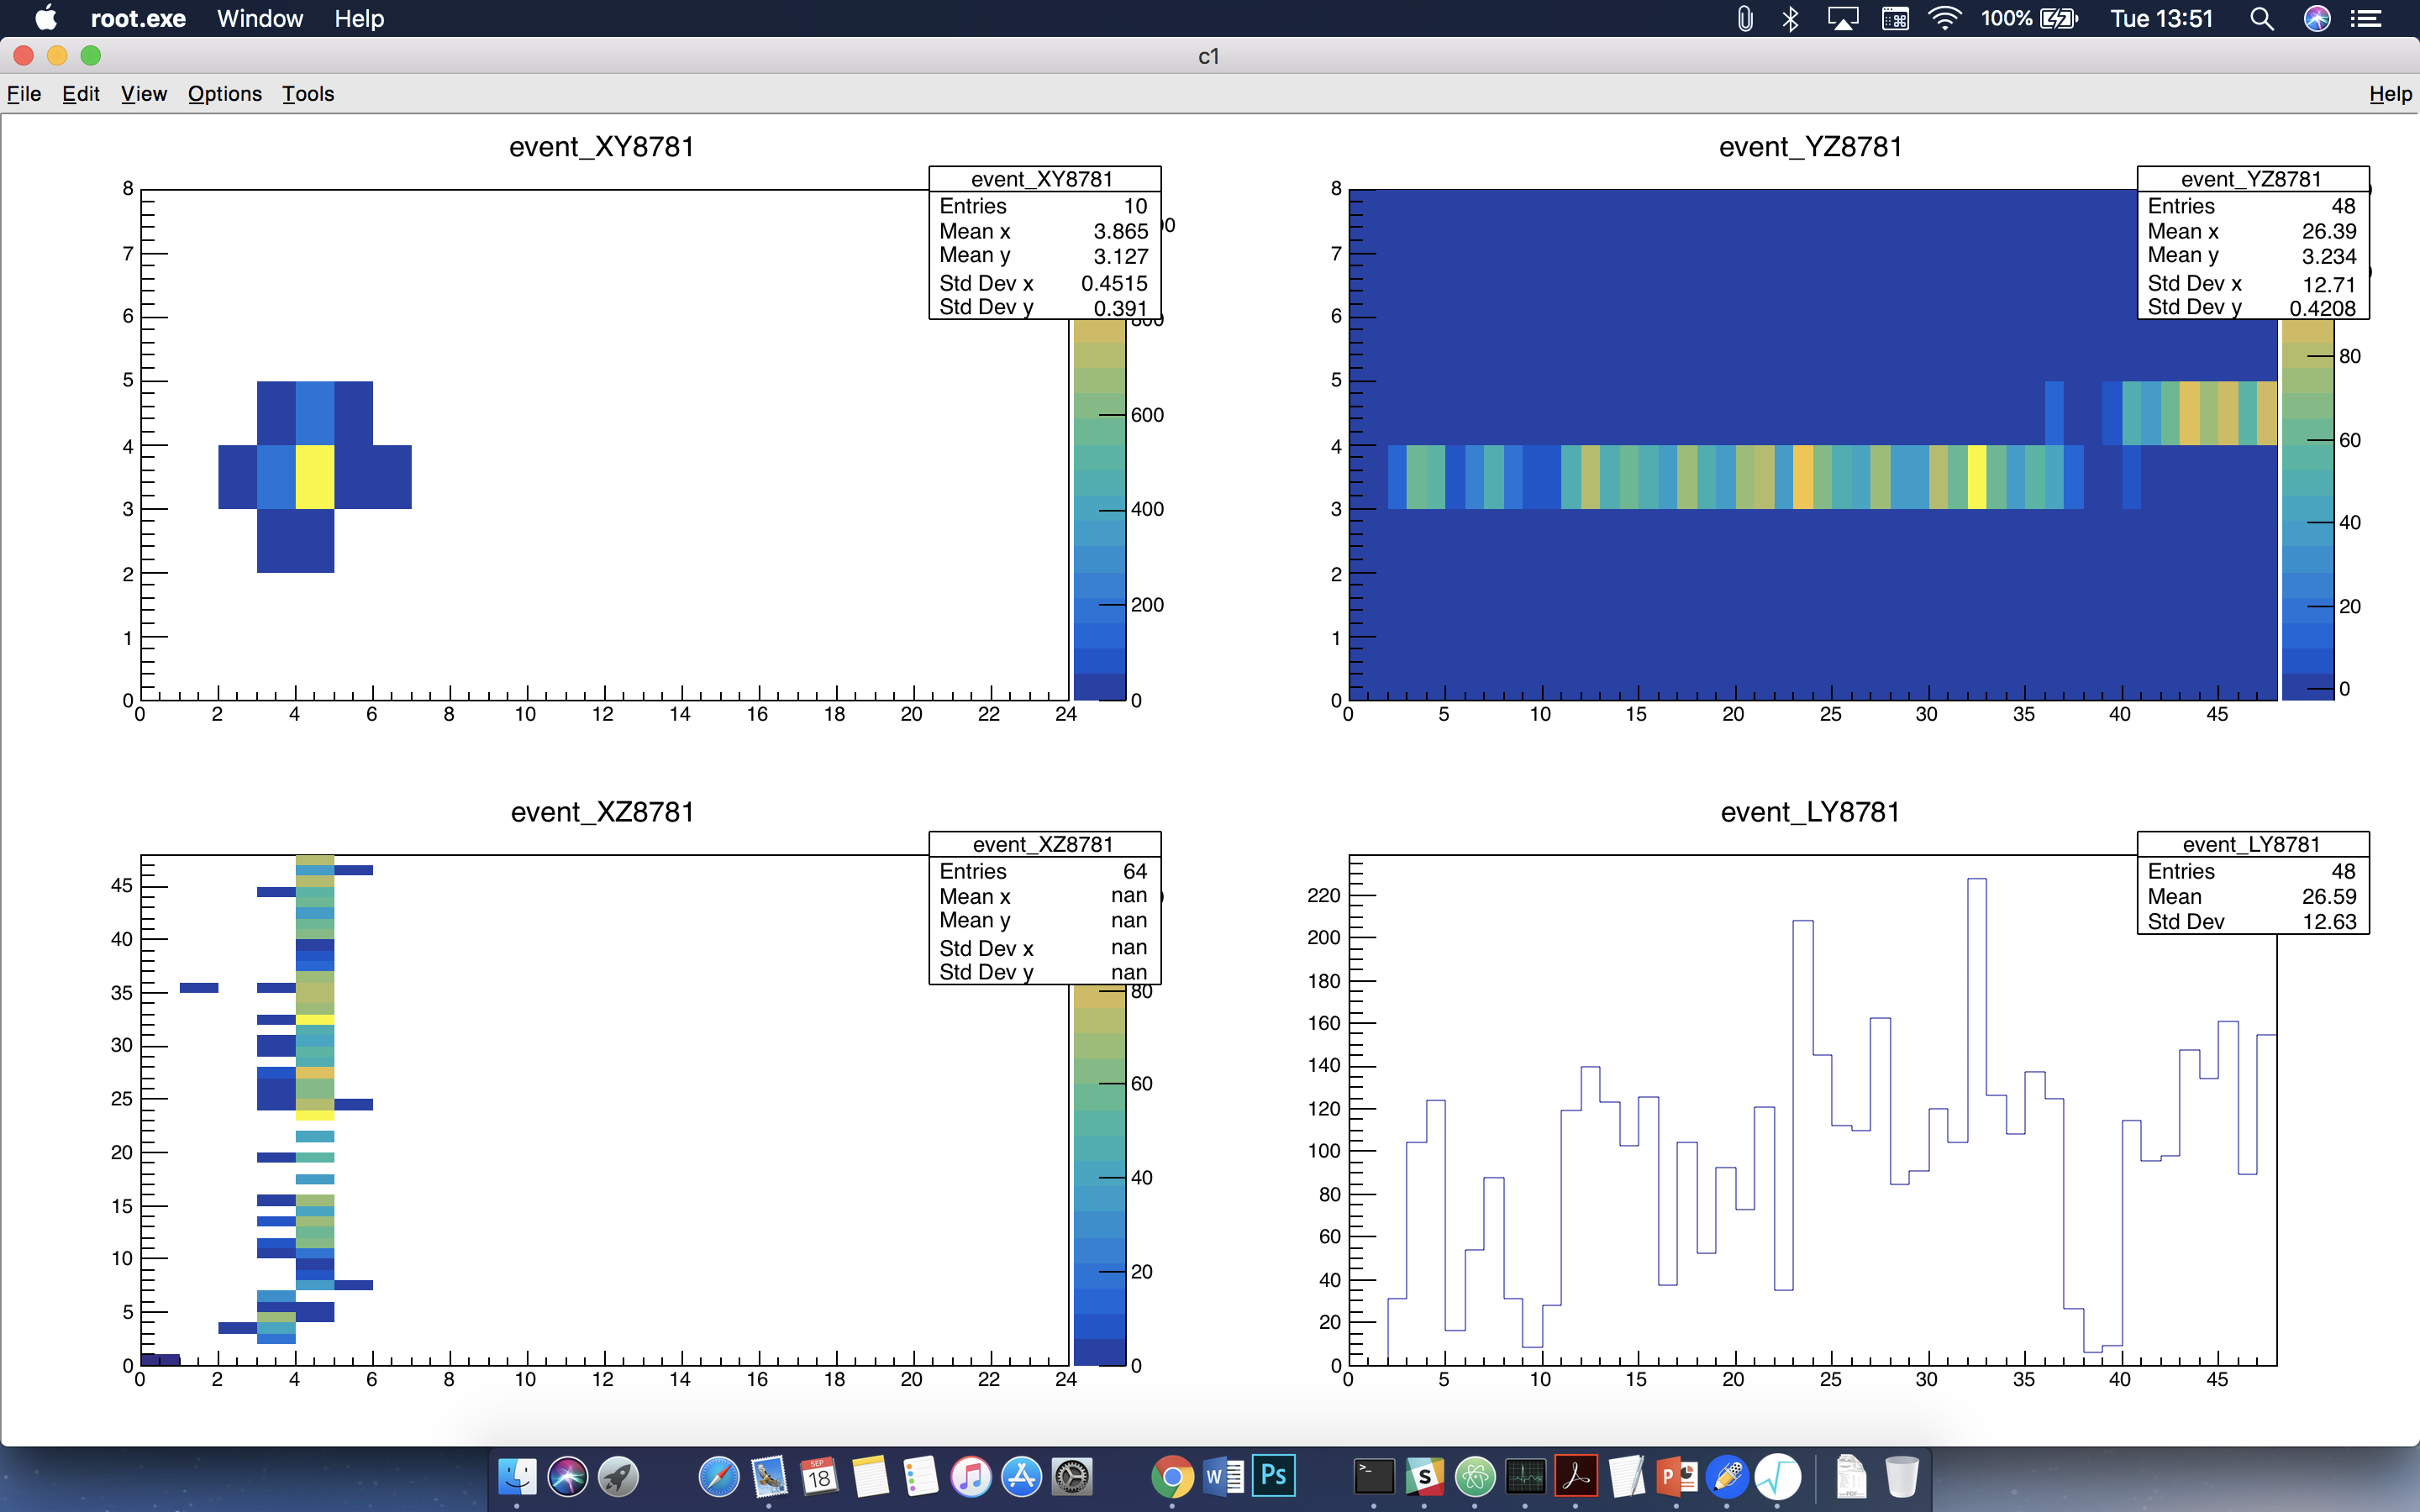 root.exe Window Help 100% Tue 13:51
c1
File Edit View Options Tools Help
event_XY8781
event_XY8781
Entries 10
Mean x 3.865
Mean y 3.127
Std Dev x 0.4515
Std Dev y 0.391
8
7
6
5
4
3
2
1
0
0 2 4 6 8 10 12 14 16 18 20 22 24
800
600
400
200
0
event_YZ8781
event_YZ8781
Entries 48
Mean x 26.39
Mean y 3.234
Std Dev x 12.71
Std Dev y 0.4208
8
7
6
5
4
3
2
1
0
0 5 10 15 20 25 30 35 40 45
80
60
40
20
0
event_XZ8781
event_XZ8781
Entries 64
Mean x nan
Mean y nan
Std Dev x nan
Std Dev y nan
45
40
35
30
25
20
15
10
5
0
0 2 4 6 8 10 12 14 16 18 20 22 24
80
60
40
20
0
event_LY8781
event_LY8781
Entries 48
Mean 26.59
Std Dev 12.63
220
200
180
160
140
120
100
80
60
40
20
0
0 5 10 15 20 25 30 35 40 45
SEP
18
W
Ps
>_
S
P
PDF